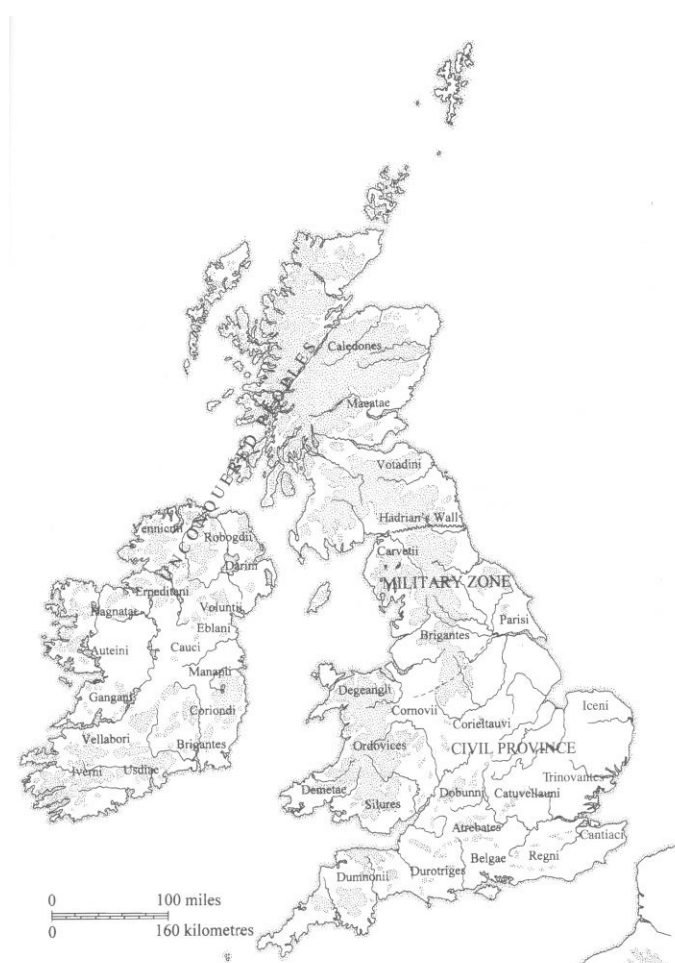 Caledones
Maeatae
UNCONQUERED PEOPLES
Votadini
Hadrian's Wall
Vennicnii
Robogdii
Darini
Carvetii
MILITARY ZONE
Erpeditani
Nagnatae
Voluntii
Parisi
Eblani
Brigantes
Auteini
Cauci
Manapii
Degeangli
Gangani
Cornovii
Coriondi
Corieltauvi
Iceni
Vellabori
Brigantes
Ordovices
CIVIL PROVINCE
Iverni
Usdiae
Trinovantes
Demetae
Silures
Dobunni
Catuvellauni
Atrebates
Cantiaci
Belgae
Regni
Dumnonii
Durotriges
0 100 miles
0 160 kilometres